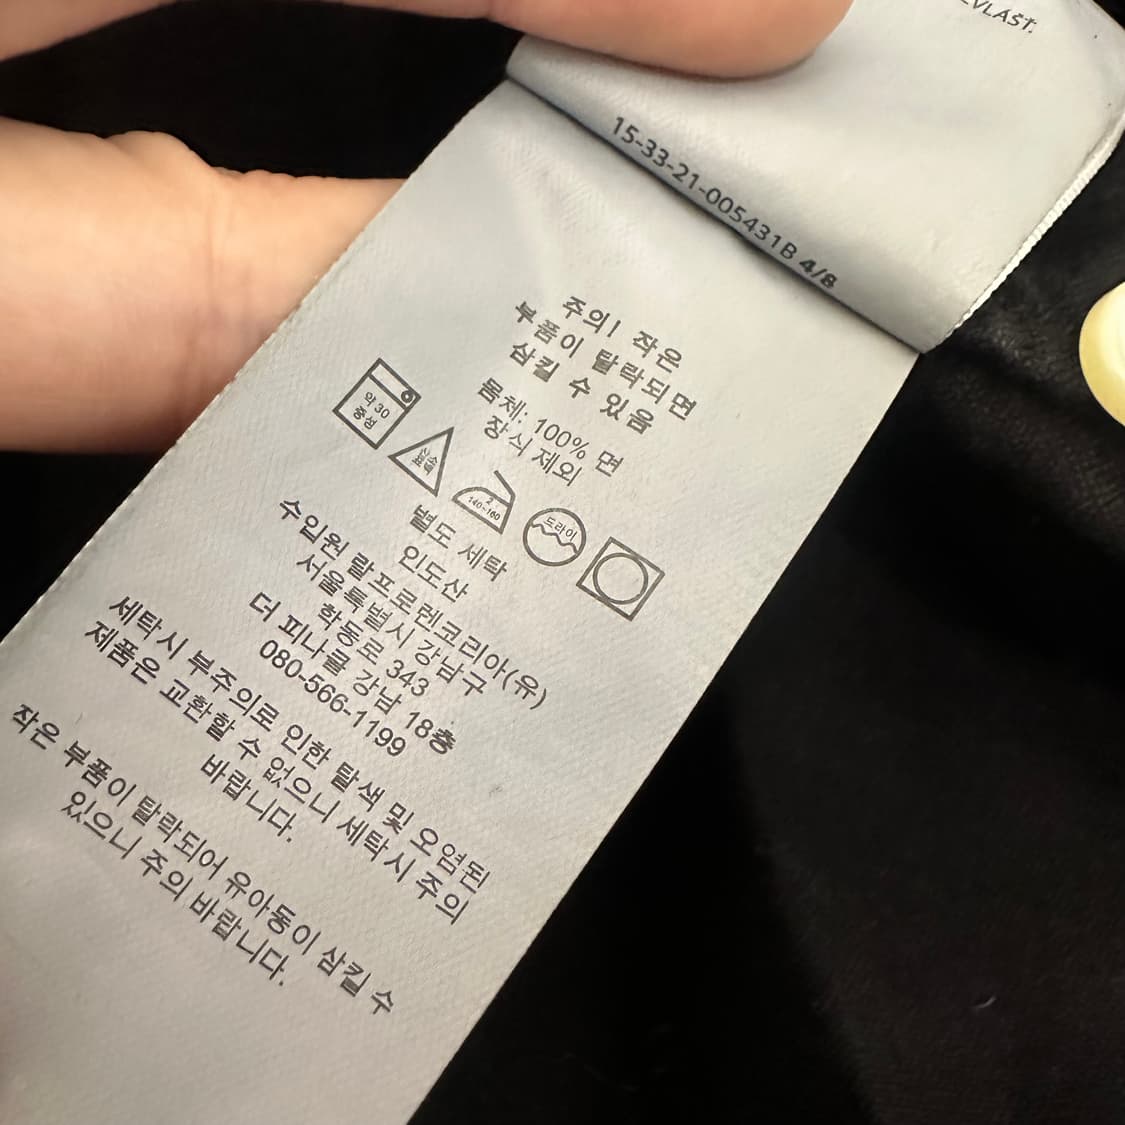 EVLAST.
15-33-21-005431B 4/8
주의! 작은
부품이 탈락되면
삼킬 수 있음
몸체: 100% 면
장식 제외
약 30
중성
산소
표백
2
140~160
드라이
별도 세탁
인도산
수입원 랄프로렌코리아(유)
서울특별시 강남구
학동로 343
더 피나클 강남 18층
080-566-1199
세탁시 부주의로 인한 탈색 및 오염된
제품은 교환할 수 없으니 세탁시 주의
바랍니다.
작은 부품이 탈락되어 유아동이 삼킬 수
있으니 주의 바랍니다.